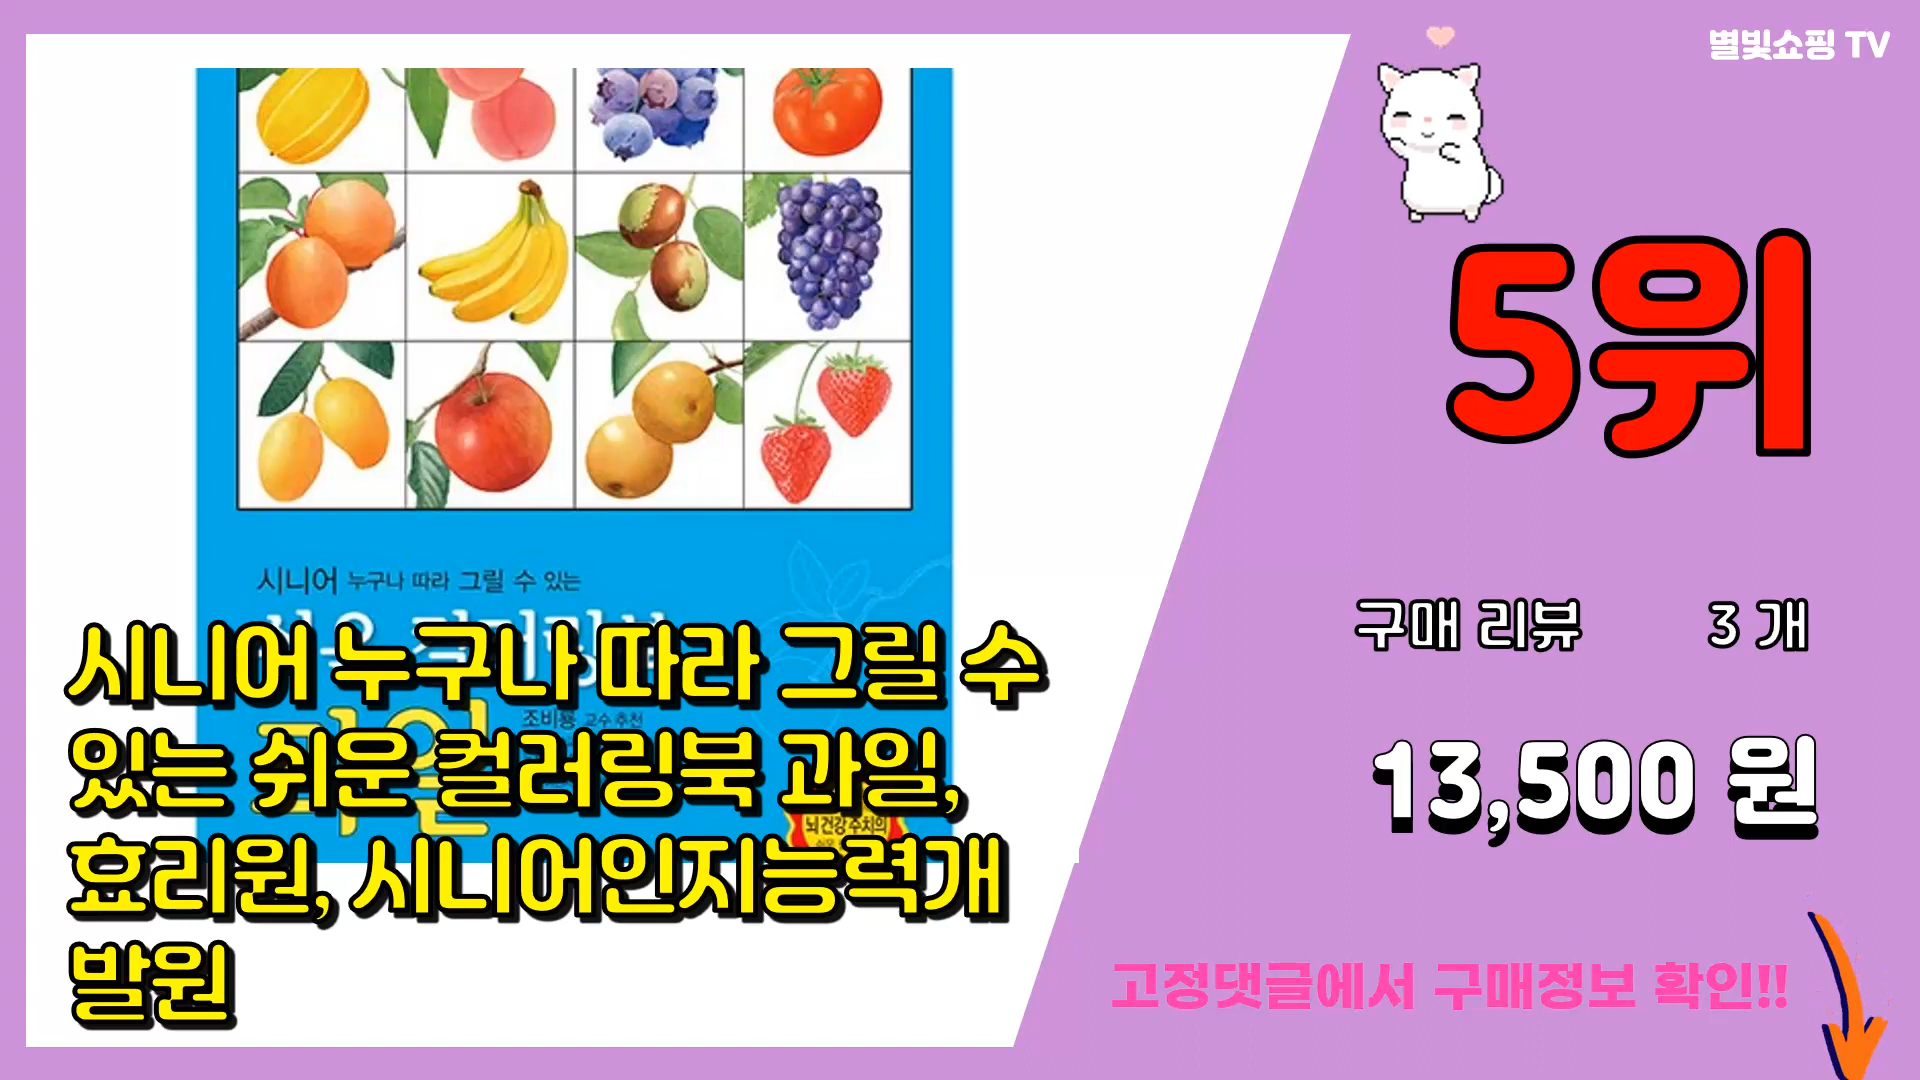 별빛쇼핑 TV
5위
시니어 누구나 따라 그릴 수 있는
조비룡 교수 추천
뇌 건강 주치의
시니어 누구나 따라 그릴 수
있는 쉬운 컬러링북 과일,
효리원, 시니어인지능력개
발원
구매 리뷰 3 개
13,500 원
고정댓글에서 구매정보 확인!!